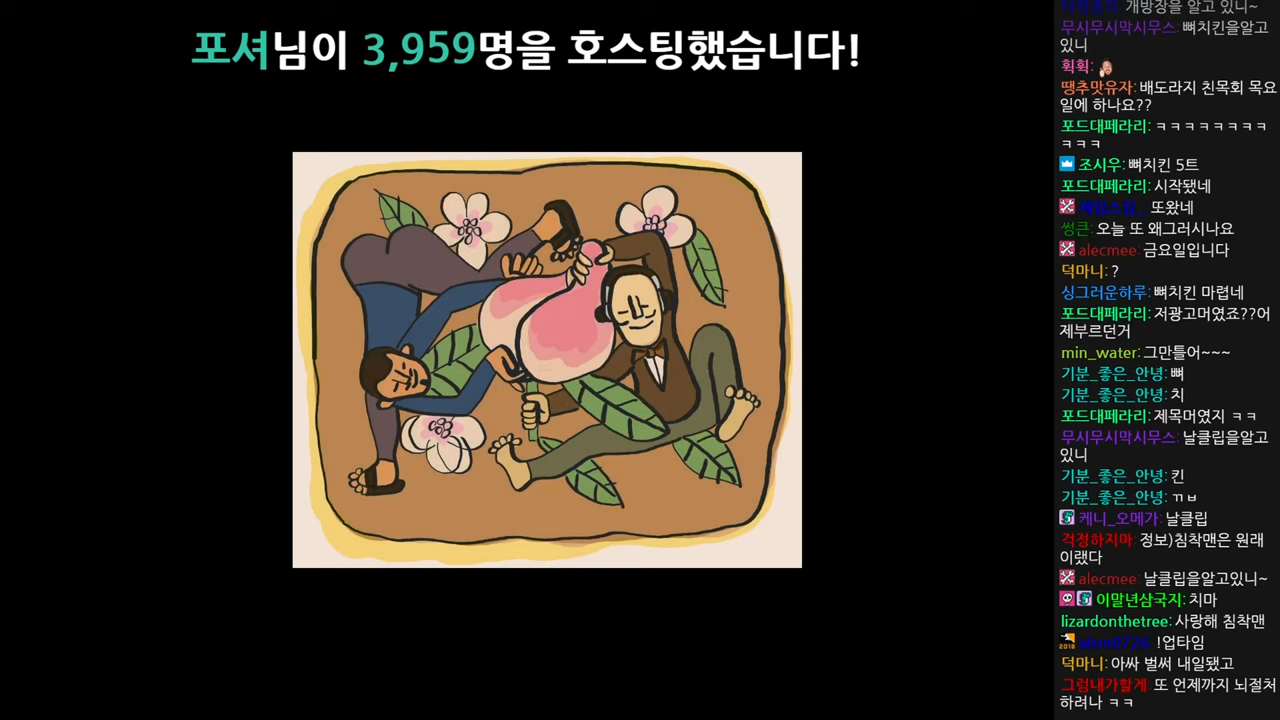 포셔님이 3,959명을 호스팅했습니다!
개방장을 알고 있니~
무시무시막시무스: 뼈치킨을알고
있니
휙휙:
땡추맛유자: 배도라지 친목회 목요
일에 하나요??
포드대페라리: ㅋㅋㅋㅋㅋㅋㅋㅋ
ㅋㅋㅋ
조시우: 뼈치킨 5트
포드대페라리: 시작됐네
또왔네
썽큰: 오늘 또 왜그러시나요
alecmee: 금요일입니다
덕마니: ?
싱그러운하루: 뼈치킨 마렵네
포드대페라리: 저광고머였죠??어
제부르던거
min_water: 그만틀어~~~
기분_좋은_안녕: 뼈
기분_좋은_안녕: 치
포드대페라리: 제목머였지 ㅋㅋ
무시무시막시무스: 날클립을알고
있니
기분_좋은_안녕: 킨
기분_좋은_안녕: ㄲㅂ
케니_오메가: 날클립
걱정하지마: 정보)침착맨은 원래
이랬다
alecmee: 날클립을알고있니~
이말년삼국지: 치마
lizardonthetree: 사랑해 침착맨
!업타임
덕마니: 아싸 벌써 내일됐고
그럼내가할게: 또 언제까지 뇌절처
하려나 ㅋㅋ